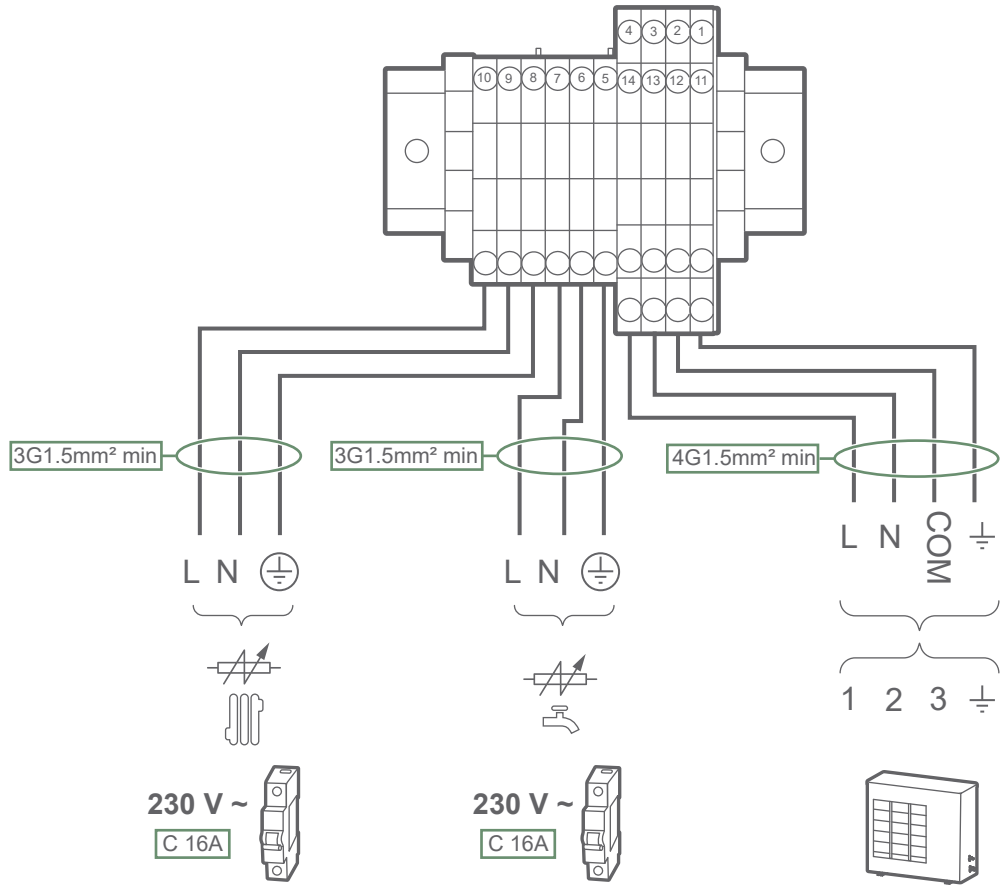 4 3 2 1
10 9 8 7 6 5 14 13 12 11
3G1.5mm² min
3G1.5mm² min
4G1.5mm² min
L N
L N
L N COM
1 2 3
230 V ~
C 16A
230 V ~
C 16A